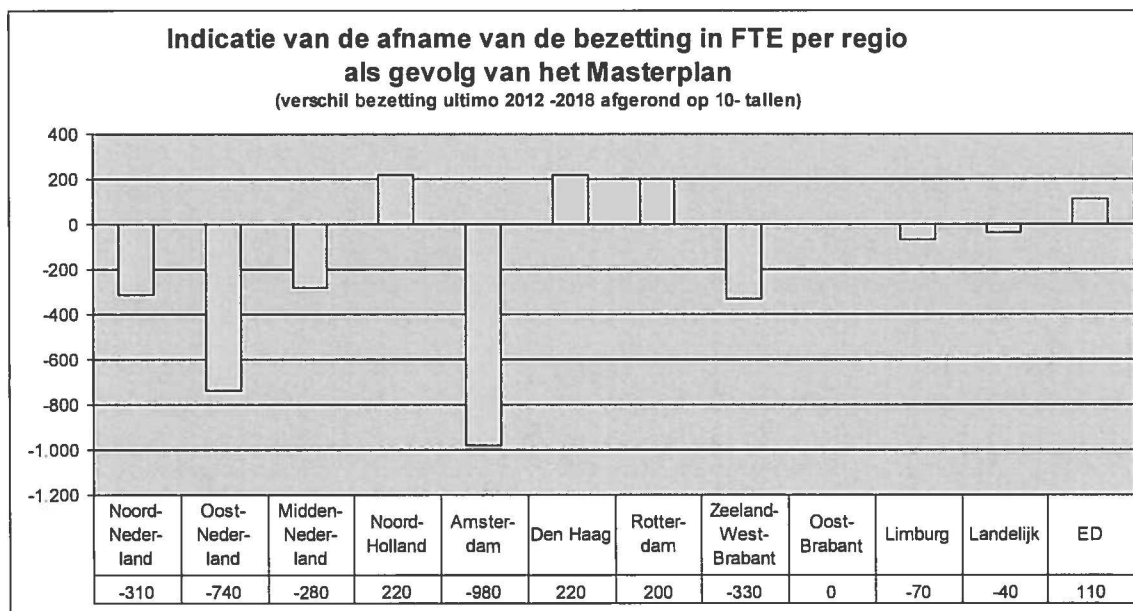 Indicatie van de afname van de bezetting in FTE per regio
als gevolg van het Masterplan
(verschil bezetting ultimo 2012 -2018 afgerond op 10- tallen)
400
200
0
-200
-400
-600
-800
-1.000
-1.200
Noord-
Neder-
land
Oost-
Neder-
land
Midden-
Neder-
land
Noord-
Holland
Amster-
dam
Den Haag
Rotter-
dam
Zeeland-
West-
Brabant
Oost-
Brabant
Limburg
Landelijk
ED
-310
-740
-280
220
-980
220
200
-330
0
-70
-40
110